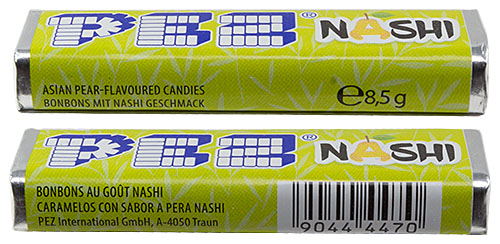 PEZ® NASHI
ASIAN PEAR-FLAVOURED CANDIES
BONBONS MIT NASHI GESCHMACK
℮8,5 g
PEZ® NASHI
BONBONS AU GOÛT NASHI
CARAMELOS CON SABOR A PERA NASHI
PEZ International GmbH, A-4050 Traun
9044 4470